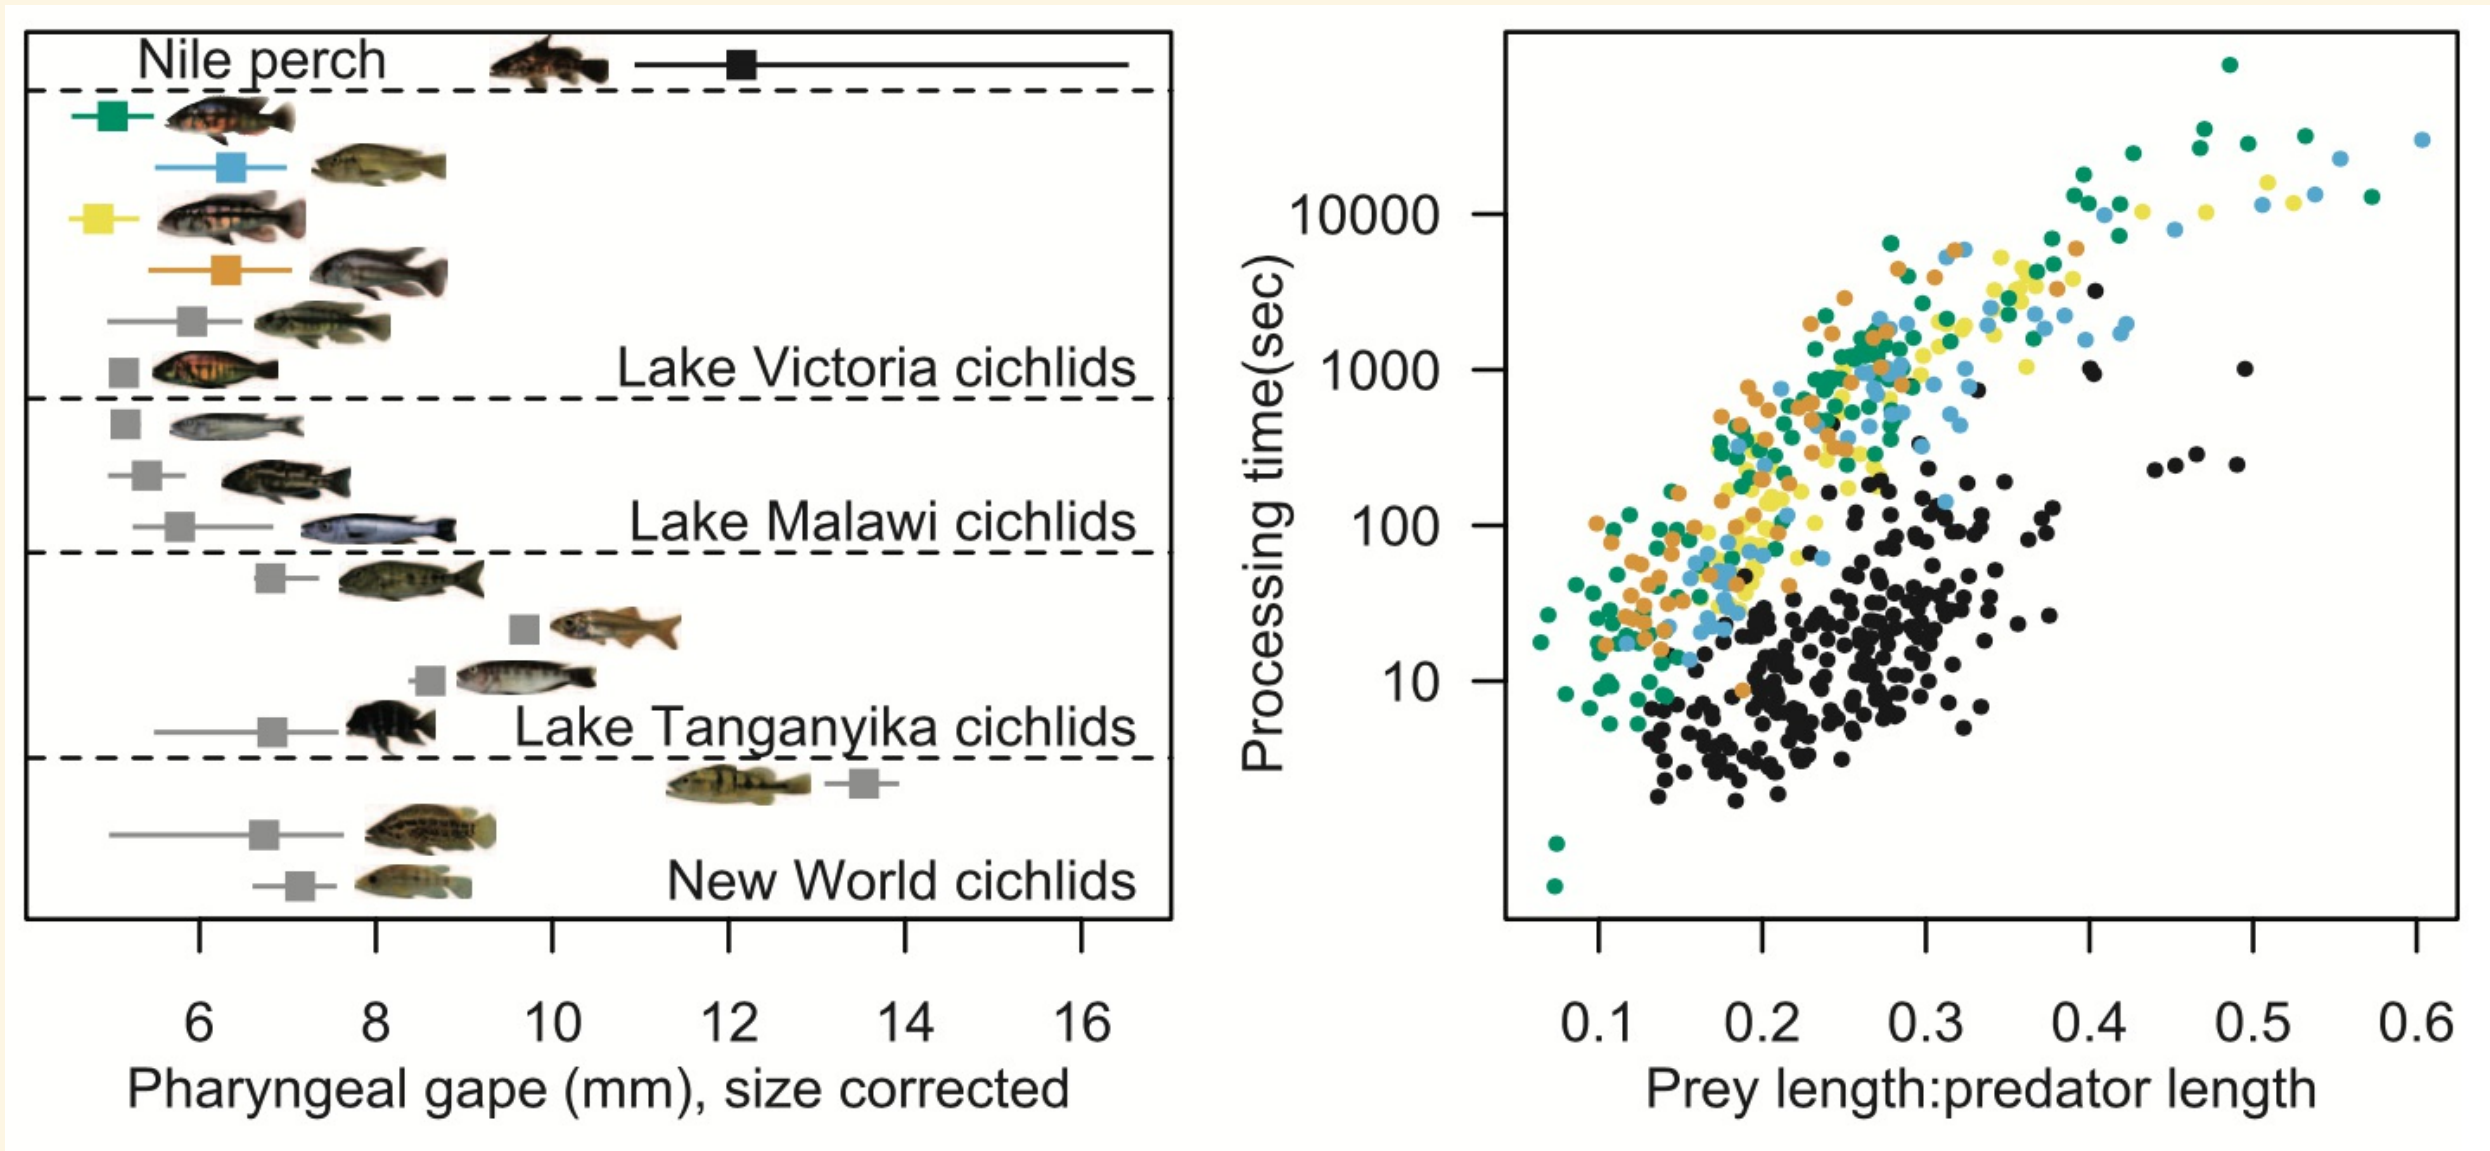 Nile perch
Lake Victoria cichlids
Lake Malawi cichlids
Lake Tanganyika cichlids
New World cichlids
6 8 10 12 14 16
Pharyngeal gape (mm), size corrected
Processing time(sec)
10000
1000
100
10
0.1 0.2 0.3 0.4 0.5 0.6
Prey length:predator length